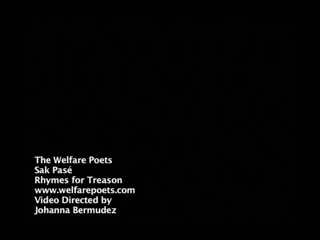 The Welfare Poets
Sak Pasé
Rhymes for Treason
www.welfarepoets.com
Video Directed by
Johanna Bermudez